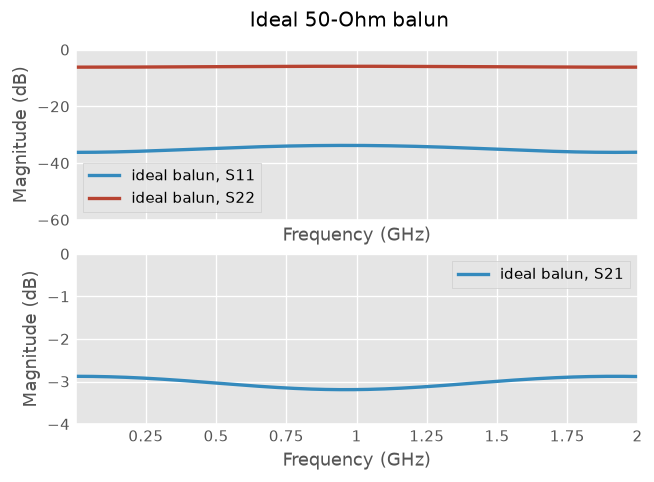 Ideal 50-Ohm balun
Magnitude (dB)
0
−20
−40
−60
ideal balun, S11
ideal balun, S22
Frequency (GHz)
Magnitude (dB)
0
−1
−2
−3
−4
ideal balun, S21
0.25 0.5 0.75 1 1.25 1.5 1.75 2
Frequency (GHz)